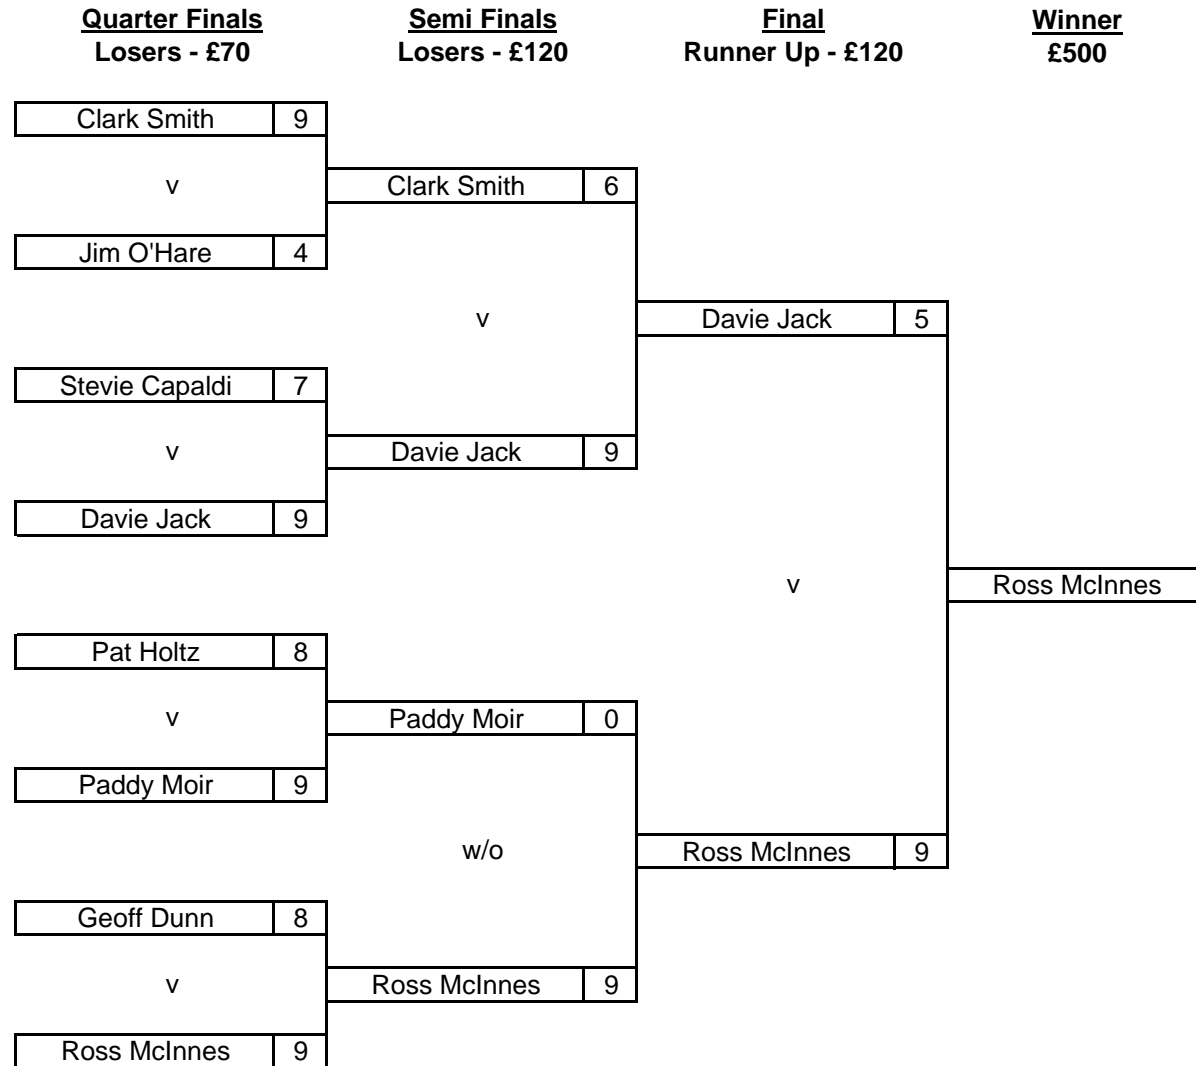 Quarter Finals Semi Finals Final Winner
Losers - £70 Losers - £120 Runner Up - £120 £500
Clark Smith 9
v Clark Smith 6
Jim O'Hare 4
v Davie Jack 5
Stevie Capaldi 7
v Davie Jack 9
Davie Jack 9
v Ross McInnes
Pat Holtz 8
v Paddy Moir 0
Paddy Moir 9
w/o Ross McInnes 9
Geoff Dunn 8
v Ross McInnes 9
Ross McInnes 9